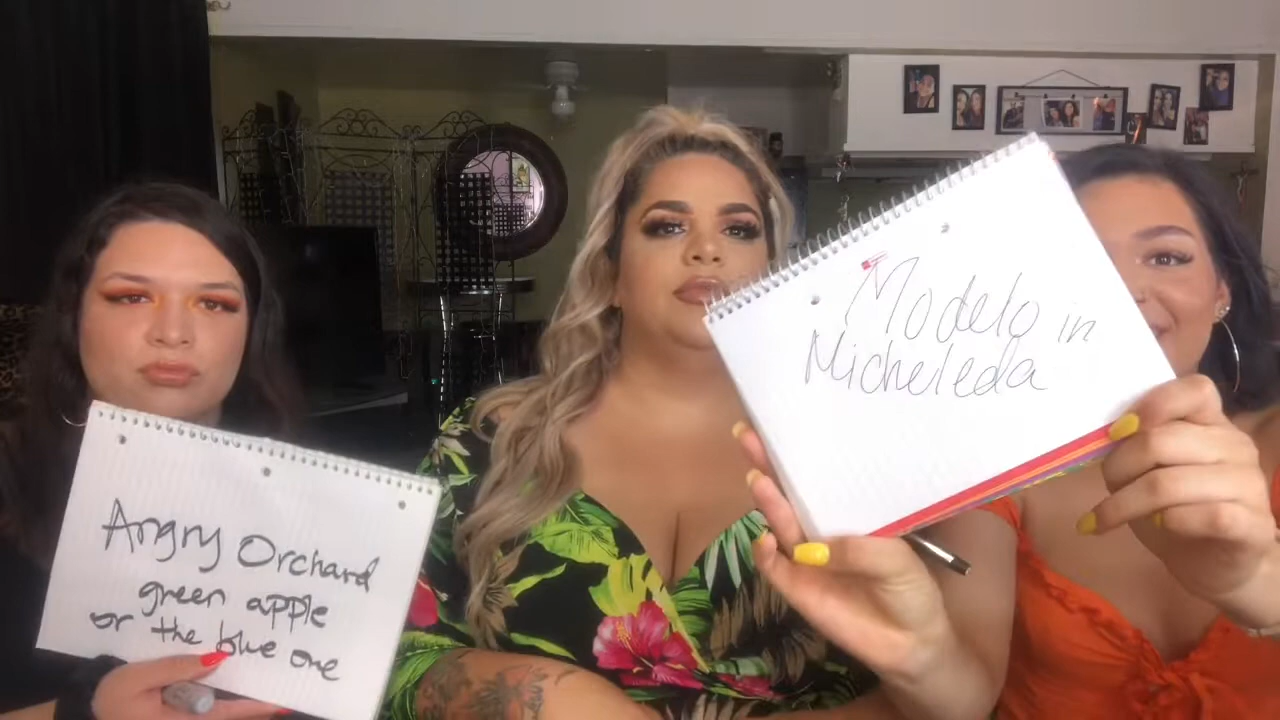 Angry Orchard
green apple
or the blue one
Modelo in
Micheleda